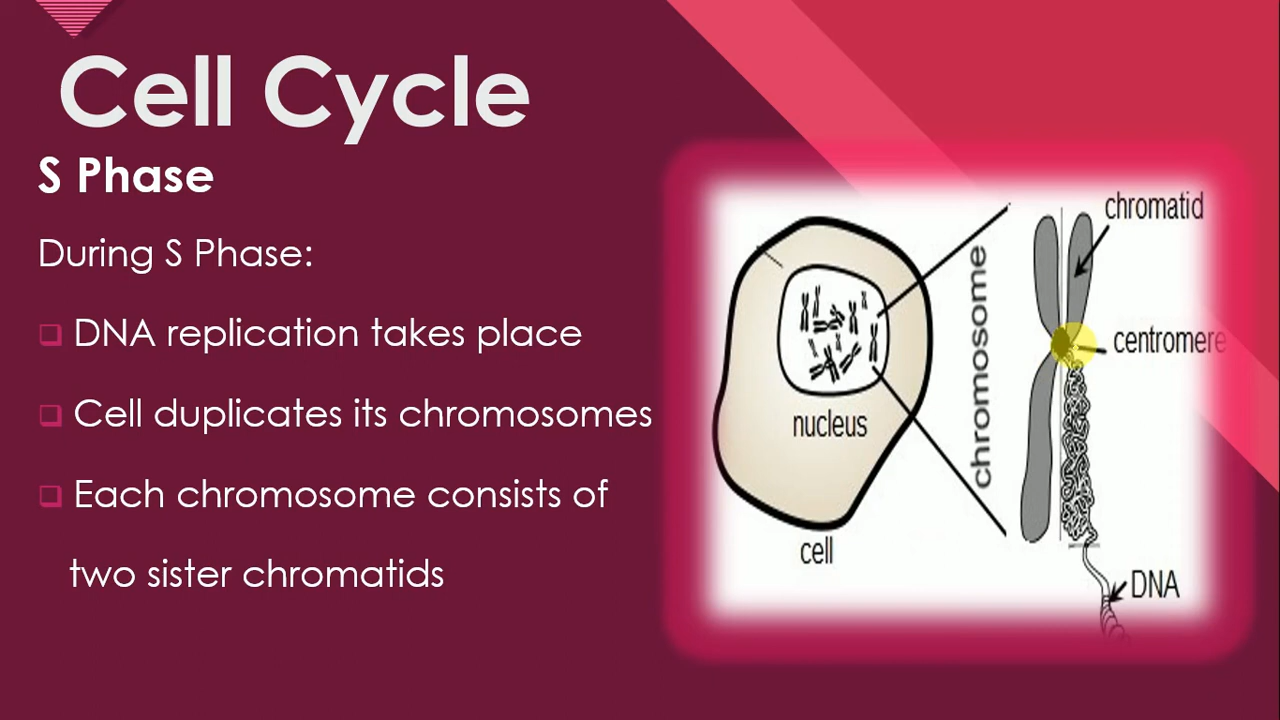 Cell Cycle
S Phase
During S Phase:
DNA replication takes place
Cell duplicates its chromosomes
Each chromosome consists of
two sister chromatids
chromatid
chromosome
centromere
nucleus
cell
DNA